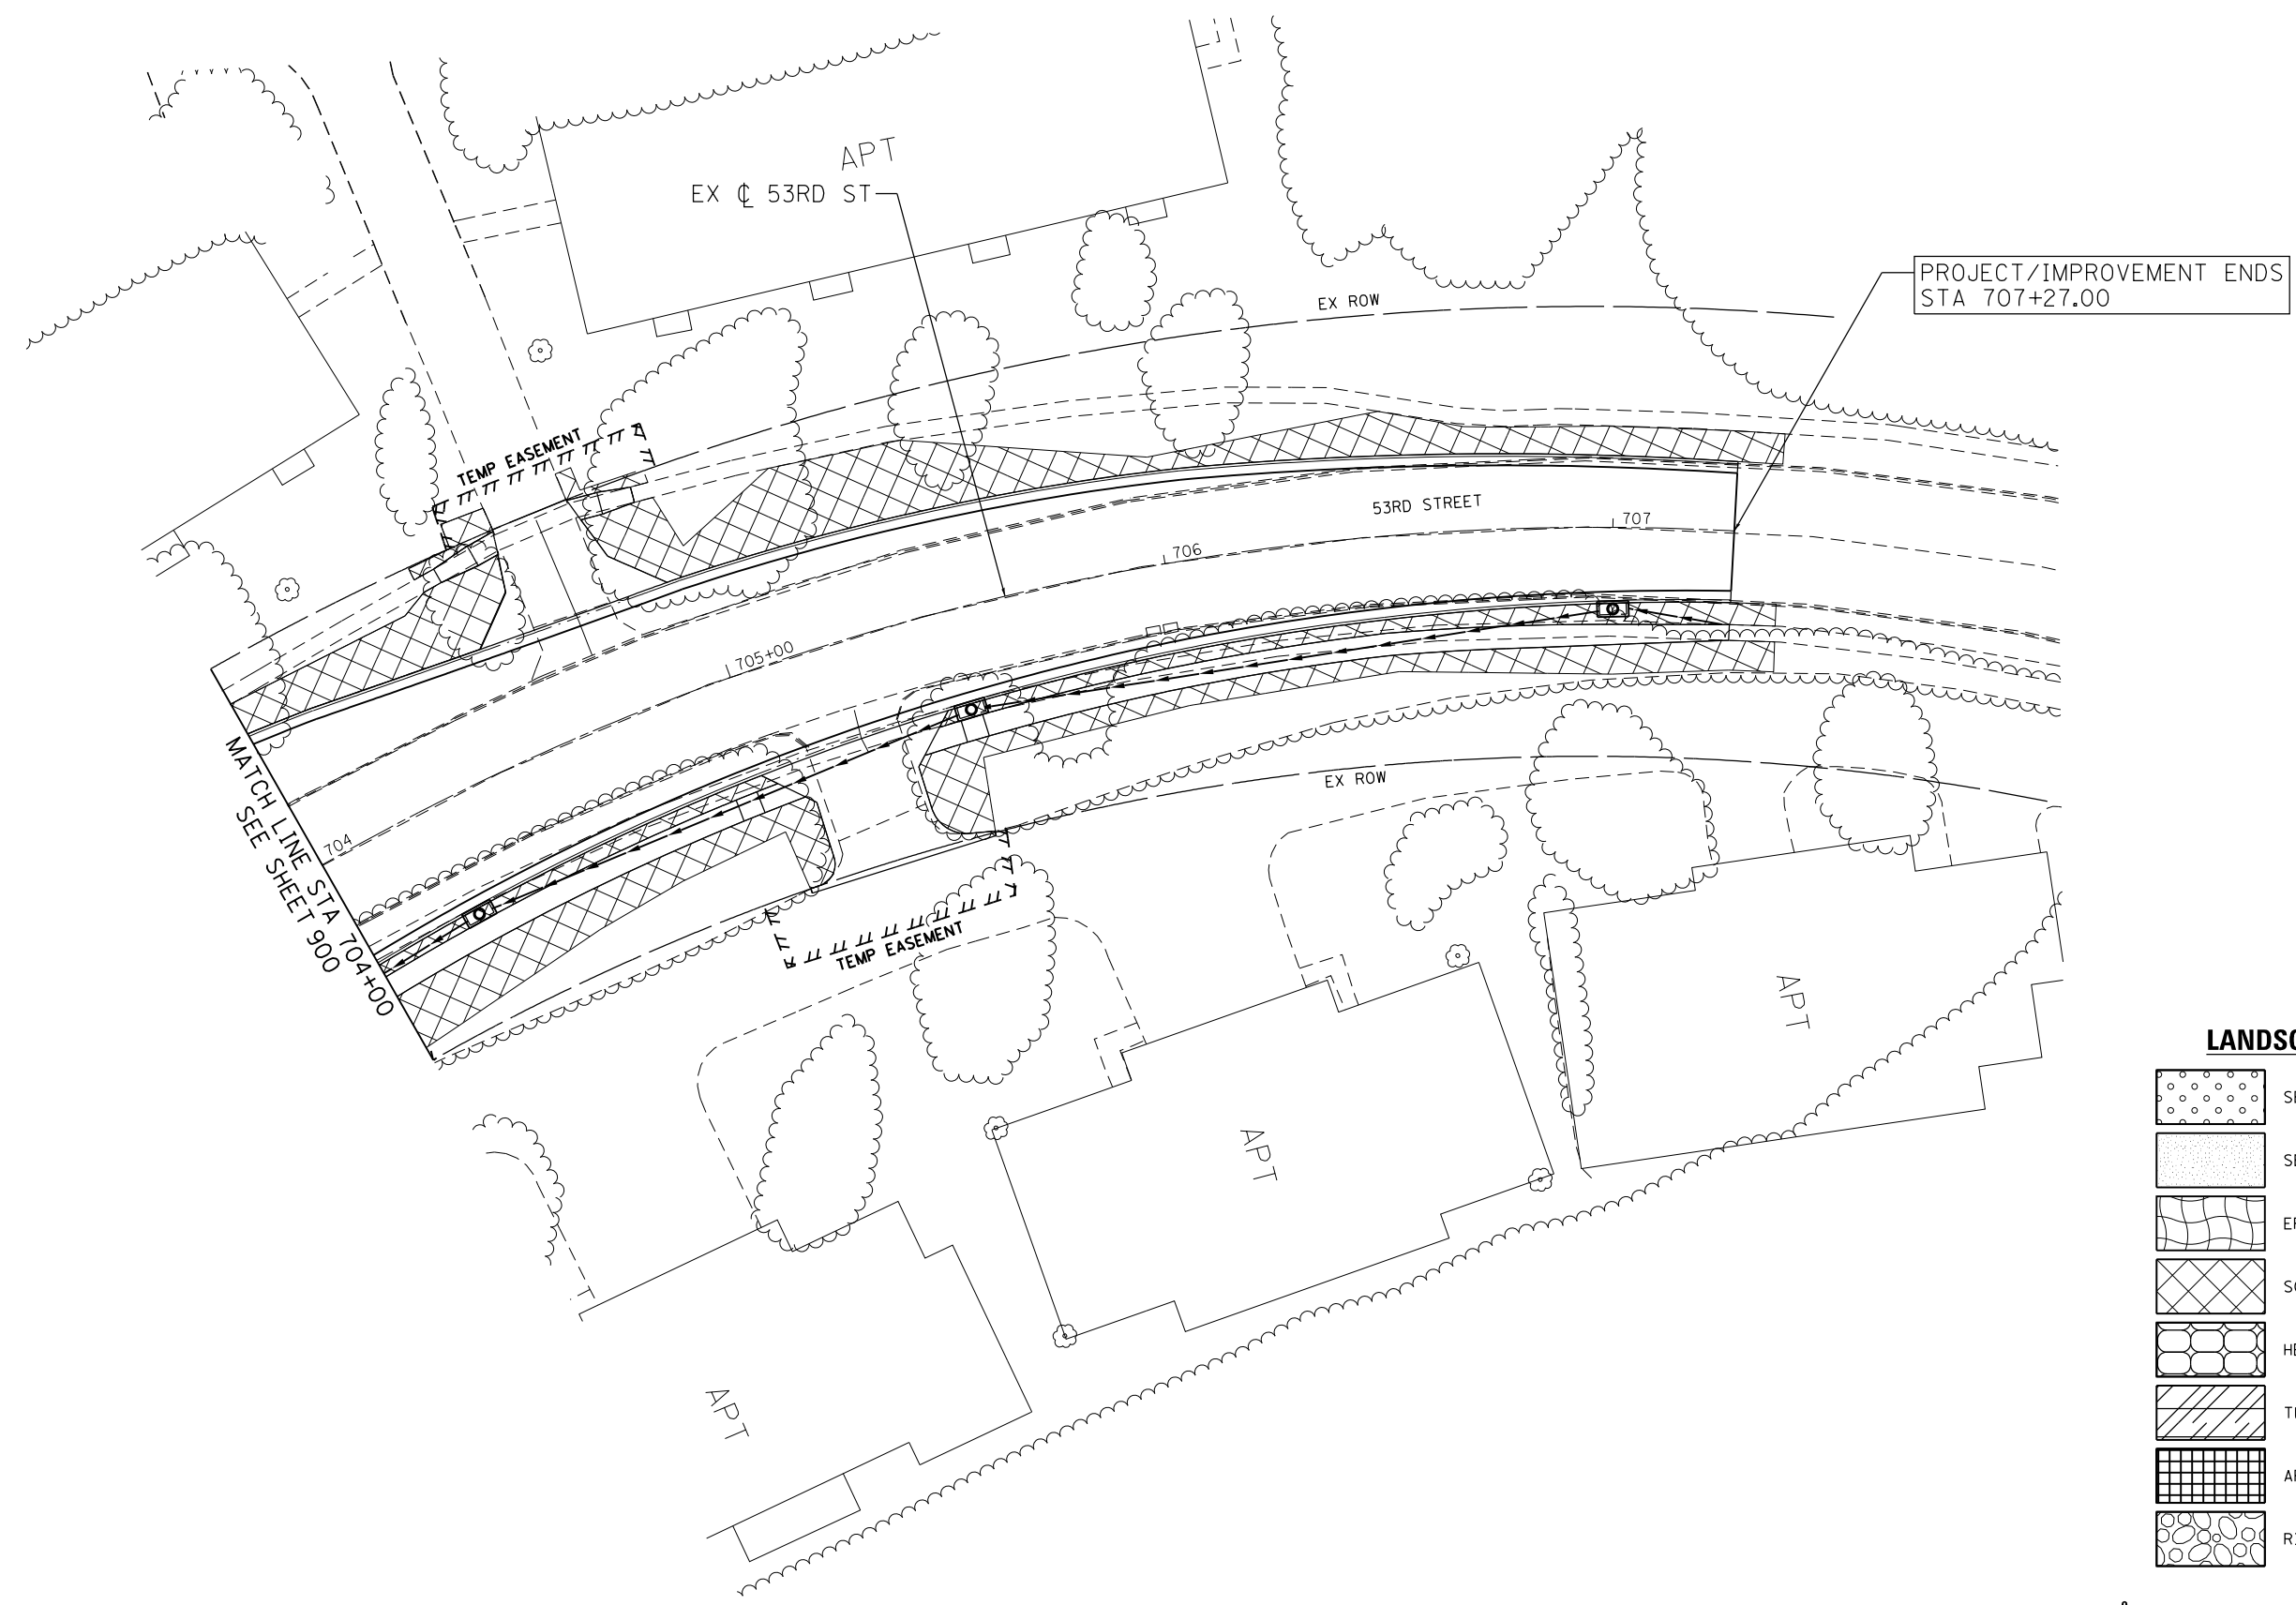 APT
EX ℄ 53RD ST
PROJECT/IMPROVEMENT ENDS
STA 707+27.00
EX ROW
TEMP EASEMENT
53RD STREET
707
706
705+00
704
MATCH LINE STA 704+00
SEE SHEET 900
EX ROW
TEMP EASEMENT
APT
APT
APT